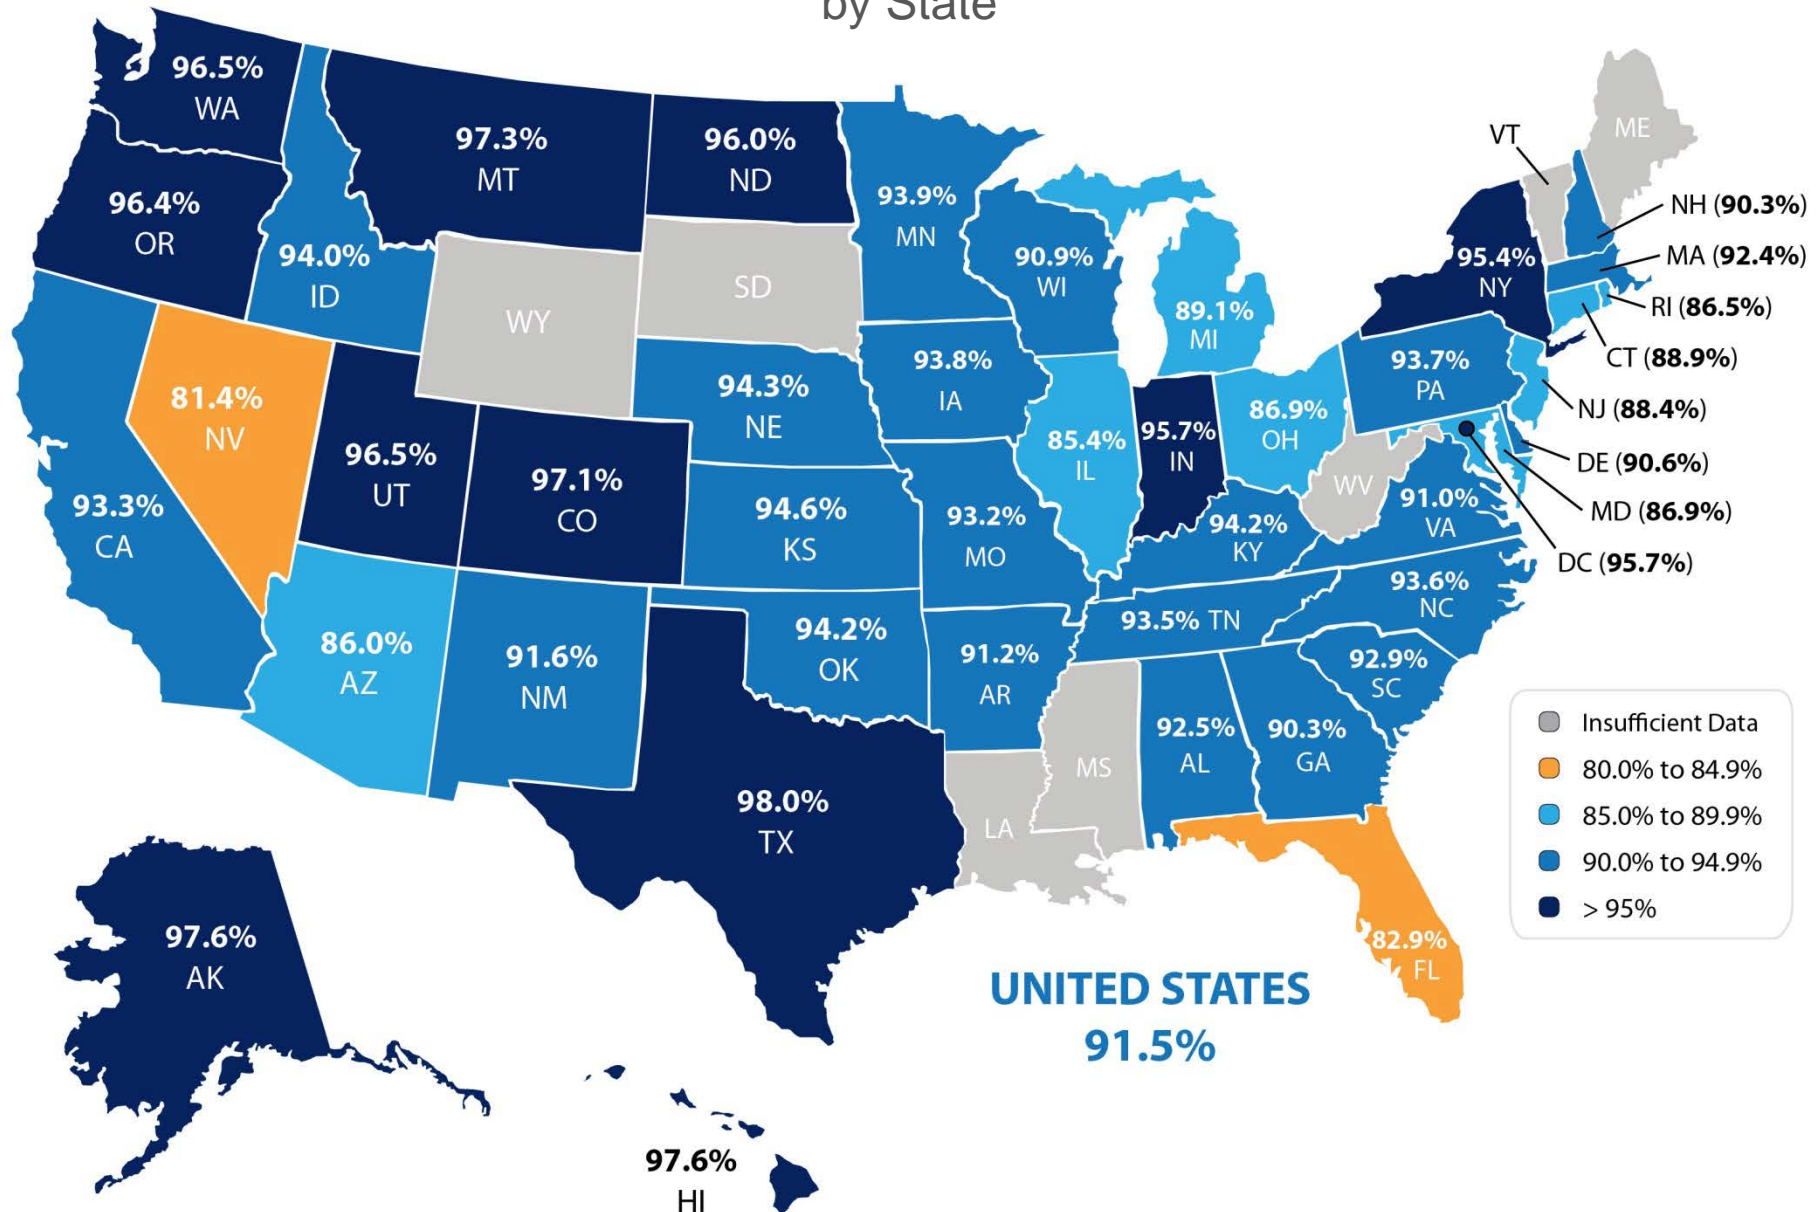 by State
96.5%
WA
96.4%
OR
97.3%
MT
96.0%
ND
94.0%
ID
WY
SD
93.9%
MN
90.9%
WI
89.1%
MI
VT
ME
NH (90.3%)
95.4%
NY
MA (92.4%)
RI (86.5%)
CT (88.9%)
NJ (88.4%)
DE (90.6%)
MD (86.9%)
DC (95.7%)
81.4%
NV
94.3%
NE
93.8%
IA
93.7%
PA
93.3%
CA
96.5%
UT
97.1%
CO
94.6%
KS
93.2%
MO
85.4%
IL
95.7%
IN
86.9%
OH
WV
91.0%
VA
94.2%
KY
93.6%
NC
93.5% TN
86.0%
AZ
91.6%
NM
94.2%
OK
91.2%
AR
92.9%
SC
MS
92.5%
AL
90.3%
GA
98.0%
TX
LA
82.9%
FL
97.6%
AK
97.6%
HI
UNITED STATES
91.5%
Insufficient Data
80.0% to 84.9%
85.0% to 89.9%
90.0% to 94.9%
> 95%